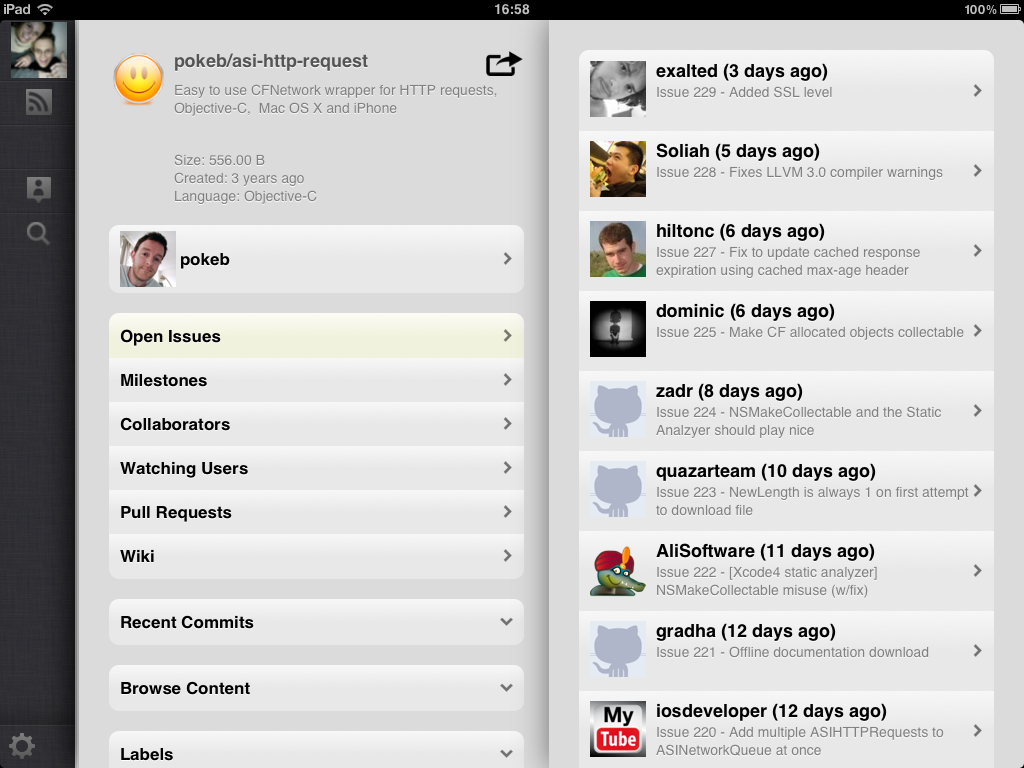 iPad
16:58
100%
pokeb/asi-http-request
Easy to use CFNetwork wrapper for HTTP requests,
Objective-C,  Mac OS X and iPhone
Size: 556.00 B
Created: 3 years ago
Language: Objective-C
pokeb
Open Issues
Milestones
Collaborators
Watching Users
Pull Requests
Wiki
Recent Commits
Browse Content
Labels
exalted (3 days ago)
Issue 229 - Added SSL level
Soliah (5 days ago)
Issue 228 - Fixes LLVM 3.0 compiler warnings
hiltonc (6 days ago)
Issue 227 - Fix to update cached response
expiration using cached max-age header
dominic (6 days ago)
Issue 225 - Make CF allocated objects collectable
zadr (8 days ago)
Issue 224 - NSMakeCollectable and the Static
Analzyer should play nice
quazarteam (10 days ago)
Issue 223 - NewLength is always 1 on first attempt
to download file
AliSoftware (11 days ago)
Issue 222 - [Xcode4 static analyzer]
NSMakeCollectable misuse (w/fix)
gradha (12 days ago)
Issue 221 - Offline documentation download
My
Tube
iosdeveloper (12 days ago)
Issue 220 - Add multiple ASIHTTPRequests to
ASINetworkQueue at once